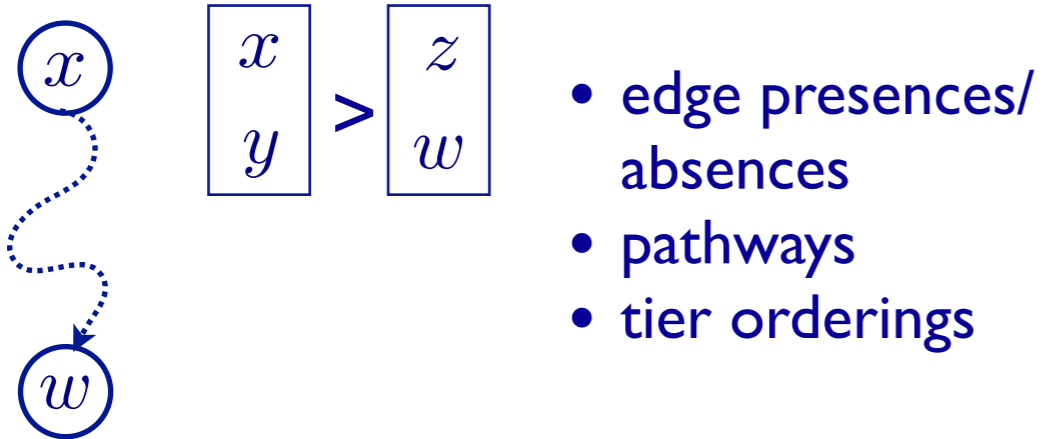 x
w
x > z
y w
• edge presences/
absences
• pathways
• tier orderings